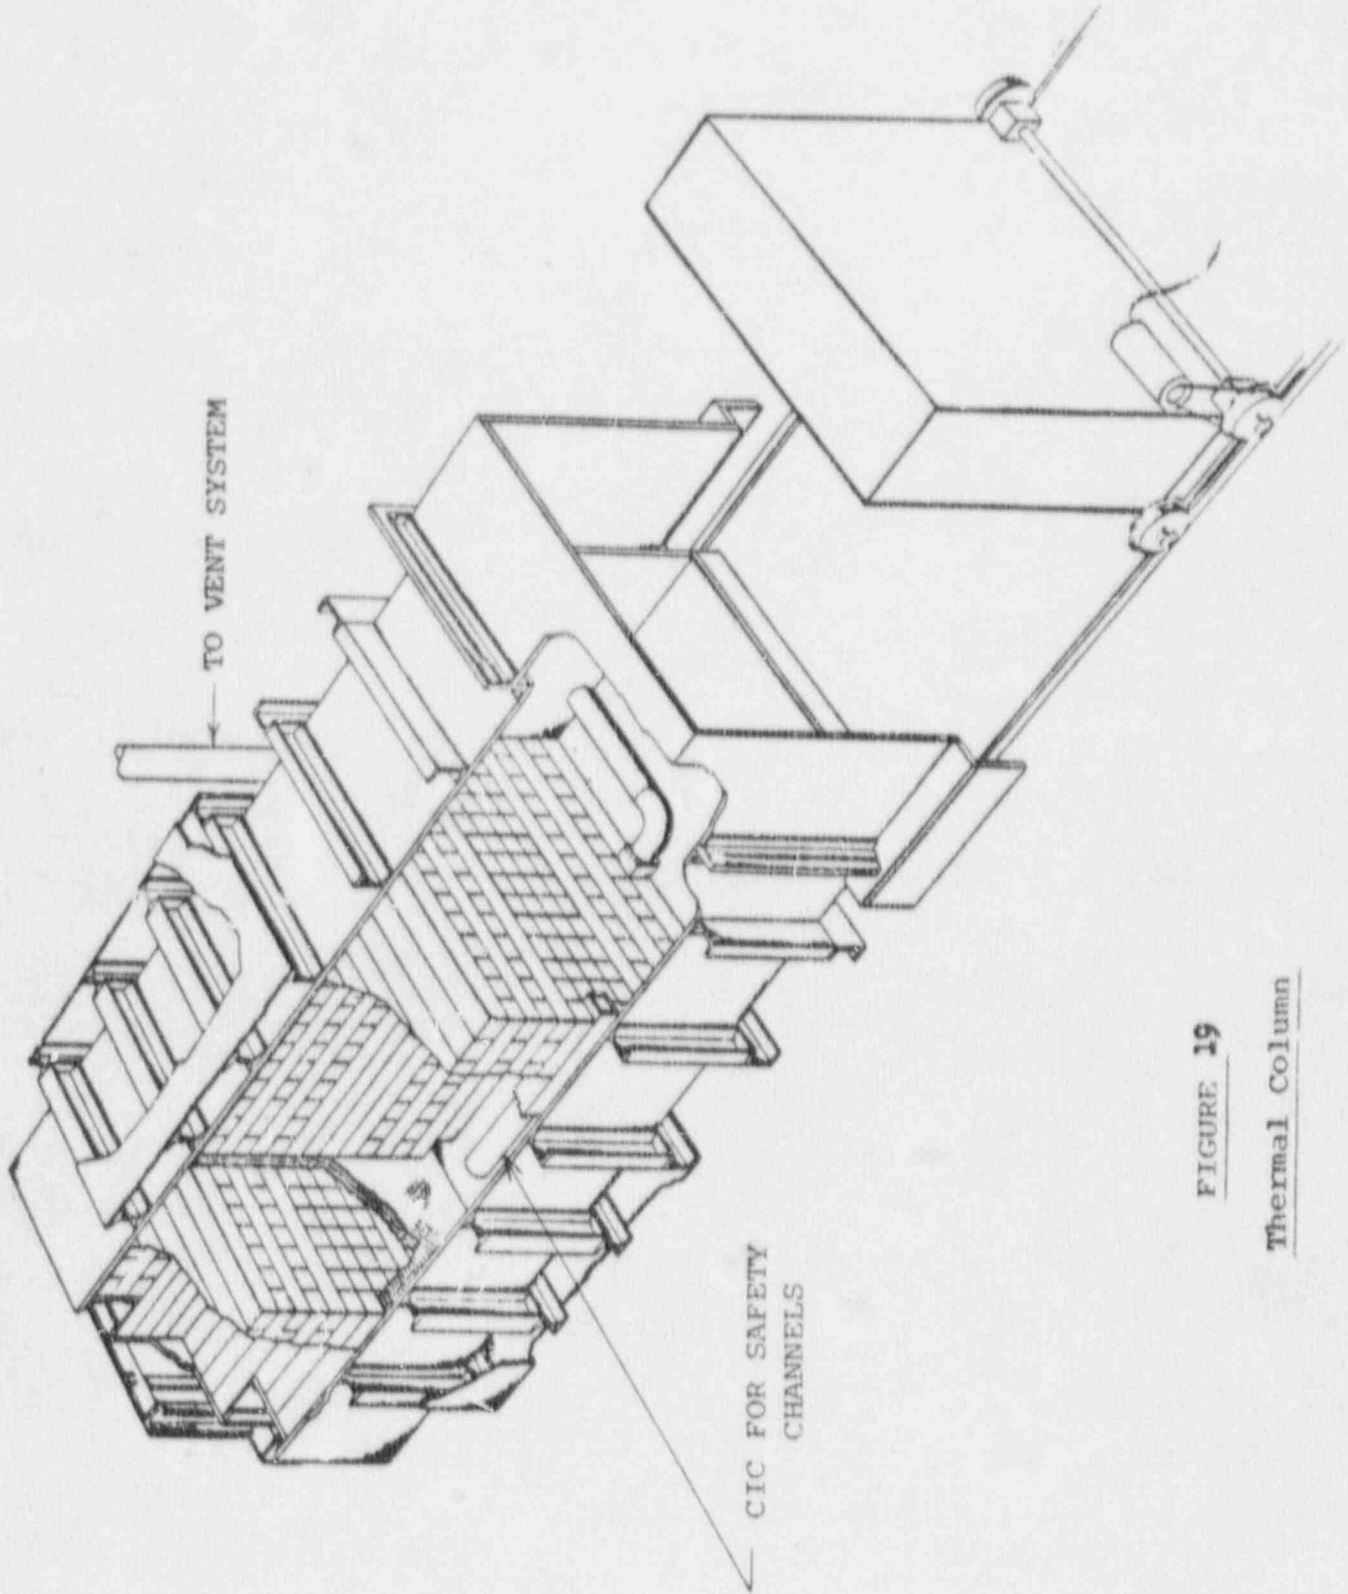 TO VENT SYSTEM
CIC FOR SAFETY
CHANNELS
FIGURE 19
Thermal Column